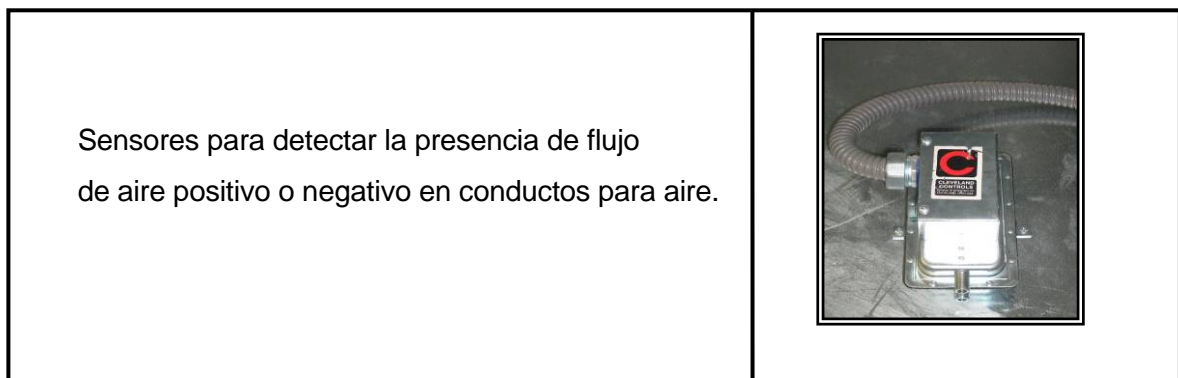 Sensores para detectar la presencia de flujo
de aire positivo o negativo en conductos para aire.
CLEVELAND
CONTROLS